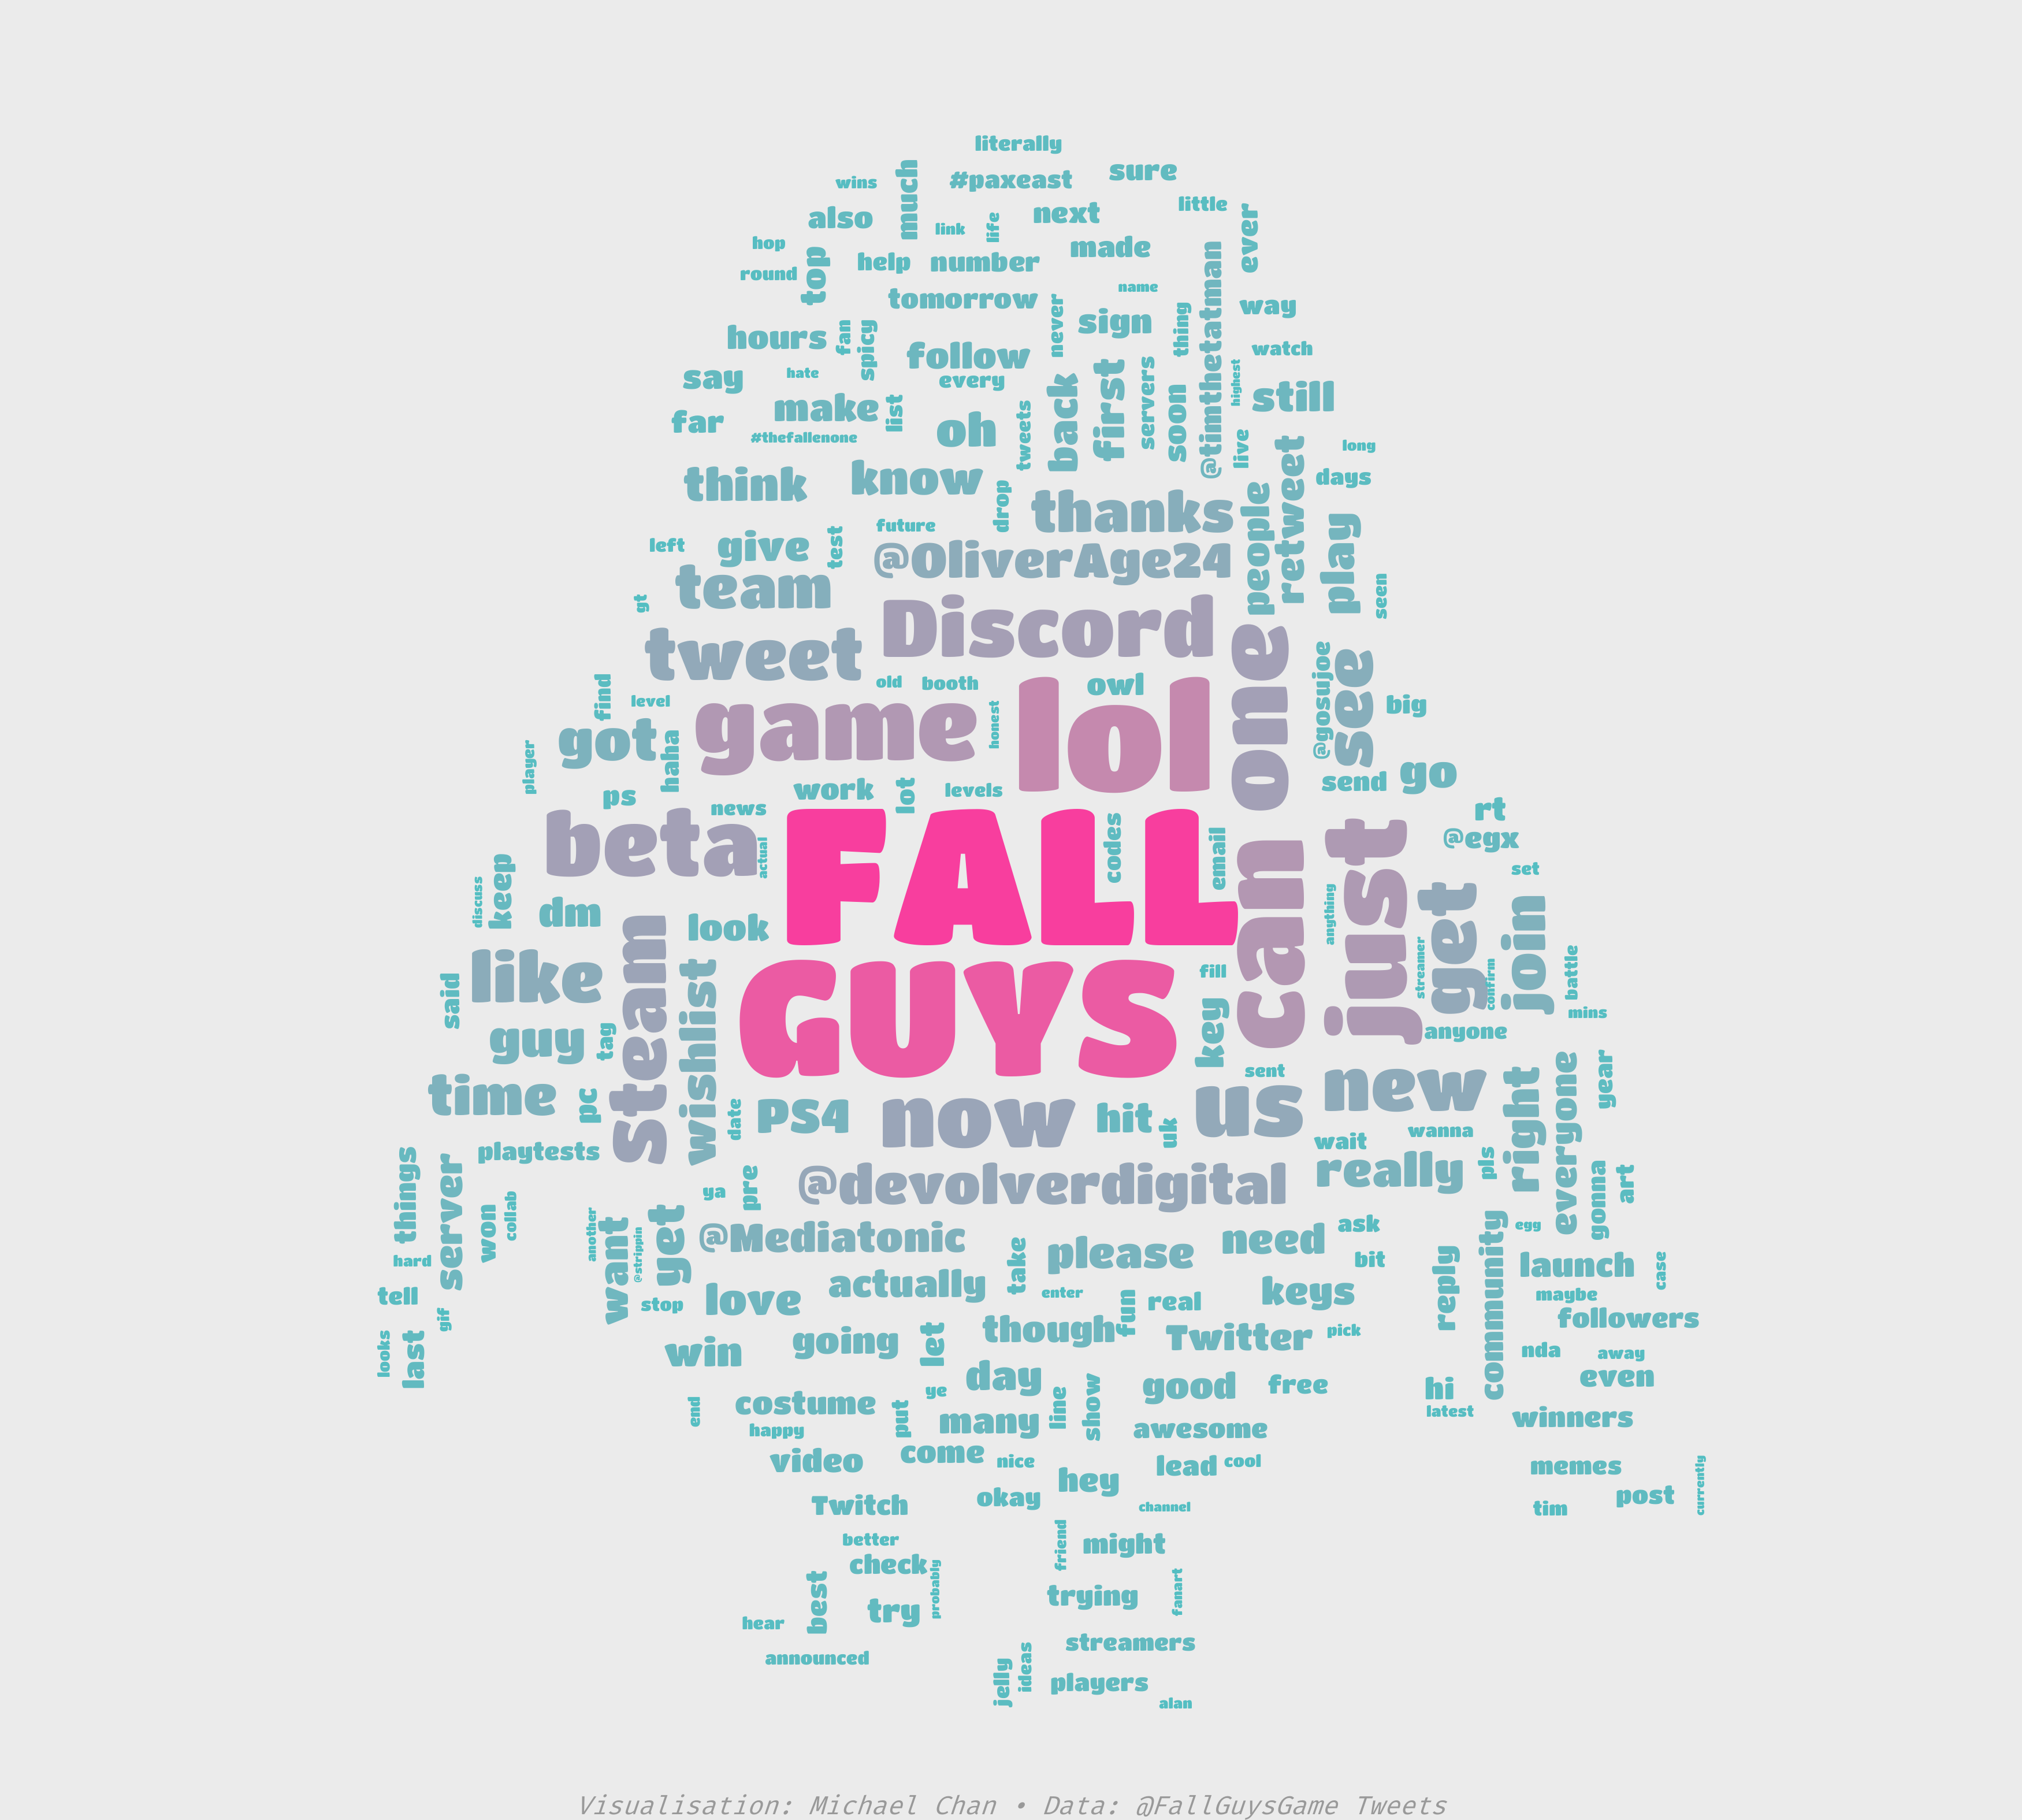 literally
#paxeast
sure
wins
much
also
link
life
next
little
ever
hop
made
round
top
help
number
@timthetatman
name
tomorrow
never
sign
thing
way
hours
fan
spicy
follow
watch
say
hate
every
back
first
servers
soon
highest
still
far
make
list
oh
tweets
#thefallenone
live
long
think
know
drop
thanks
people
retweet
days
future
left
give
test
@OliverAge24
play
seen
team
gt
Discord
one
tweet
find
level
old
booth
owl
@gosujoe
see
big
game
honest
lol
got
haha
player
ps
work
lot
levels
send
go
news
rt
beta
actual
FALL
codes
email
can
just
@egx
set
keep
discuss
dm
look
anything
get
join
like
said
steam
wishlist
GUYS
fill
key
streamer
confirm
battle
mins
guy
tag
anyone
sent
time
pc
date
PS4
now
hit
uk
us
new
right
everyone
year
playtests
wait
wanna
things
server
@devolverdigital
really
pls
gonna
art
won
collab
ya
pre
another
want
@strippin
yet
@Mediatonic
please
need
ask
bit
egg
hard
take
reply
community
launch
case
tell
stop
love
actually
enter
fun
real
keys
maybe
gif
followers
looks
last
win
going
let
though
Twitter
pick
nda
away
day
good
free
hi
even
end
costume
put
ye
many
line
show
awesome
latest
winners
happy
video
come
nice
hey
lead
cool
memes
post
currently
Twitch
okay
channel
tim
better
check
probably
friend
might
best
try
trying
fanart
hear
streamers
announced
jelly
ideas
players
alan
Visualisation: Michael Chan • Data: @FallGuysGame Tweets